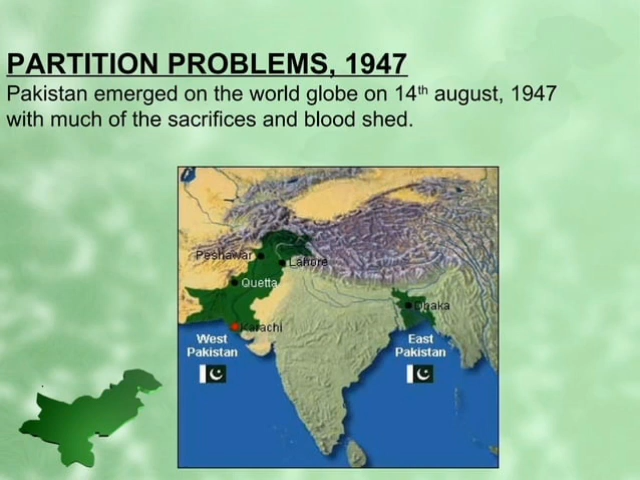 PARTITION PROBLEMS, 1947
Pakistan emerged on the world globe on 14th august, 1947
with much of the sacrifices and blood shed.
Peshawar
Lahore
Quetta
Dhaka
Karachi
West
Pakistan
East
Pakistan